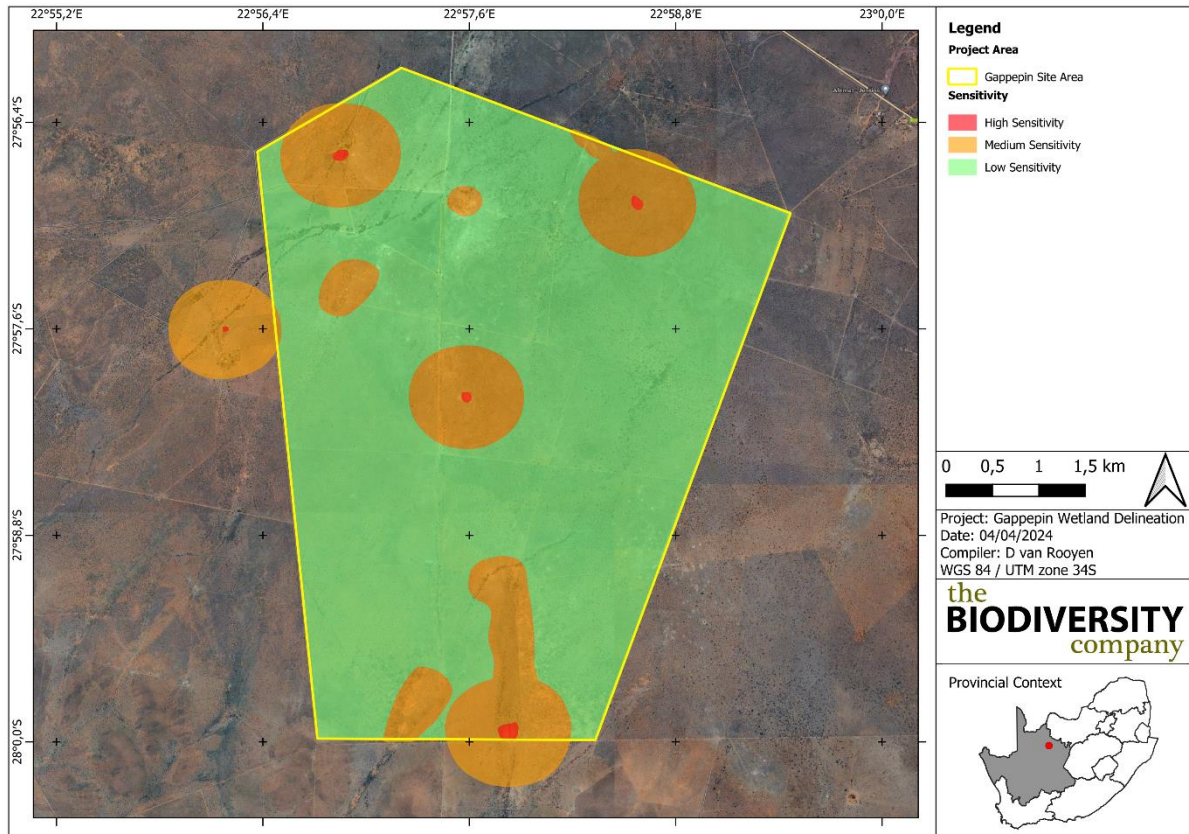 22°55,2'E 22°56,4'E 22°57,6'E 22°58,8'E 23°0,0'E
27°56,4'S
27°57,6'S
27°58,8'S
28°0,0'S
Legend
Project Area
Gappepin Site Area
Sensitivity
High Sensitivity
Medium Sensitivity
Low Sensitivity
0 0,5 1 1,5 km
Project: Gappepin Wetland Delineation
Date: 04/04/2024
Compiler: D van Rooyen
WGS 84 / UTM zone 34S
the
BIODIVERSITY
company
Provincial Context